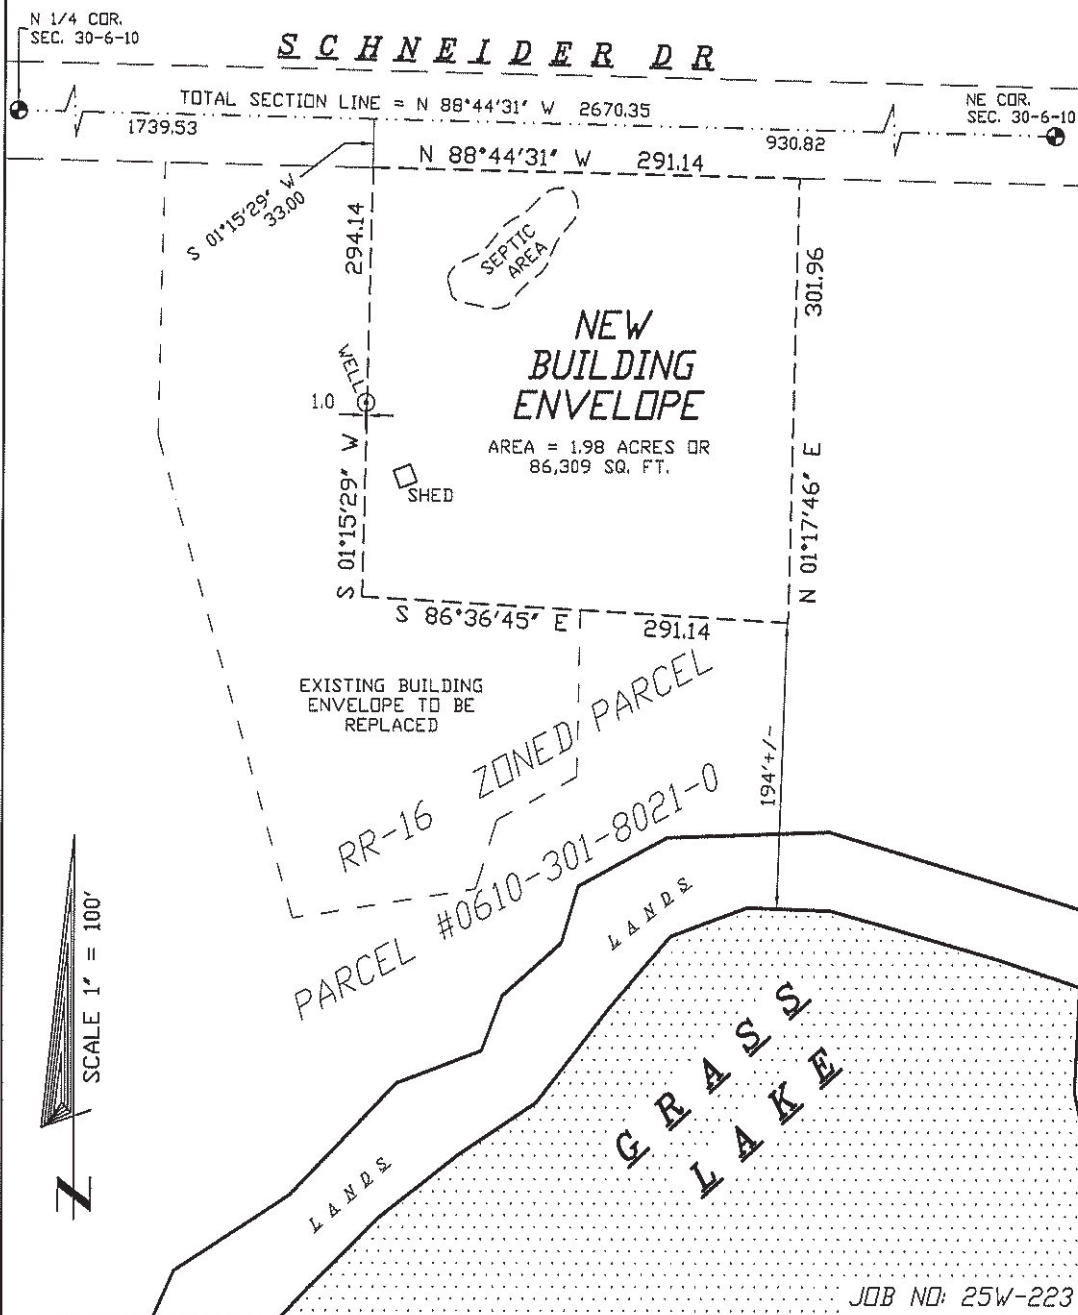 N 1/4 COR.
SEC. 30-6-10
SCHNEIDER DR
TOTAL SECTION LINE = N 88°44'31" W 2670.35
NE COR.
SEC. 30-6-10
1739.53
930.82
N 88°44'31" W 291.14
S 01°15'29" W
33.00
294.14
SEPTIC
AREA
301.96
NEW
BUILDING
ENVELOPE
WELL
1.0
AREA = 1.98 ACRES OR
86,309 SQ. FT.
SHED
S 01°15'29" W
N 01°17'46" E
S 86°36'45" E 291.14
EXISTING BUILDING
ENVELOPE TO BE
REPLACED
RR-16 ZONED PARCEL
PARCEL #0610-301-8021-0
194'+/-
LANDS
SCALE 1" = 100'
GRASS
LAKE
LANDS
N
JOB NO: 25W-223